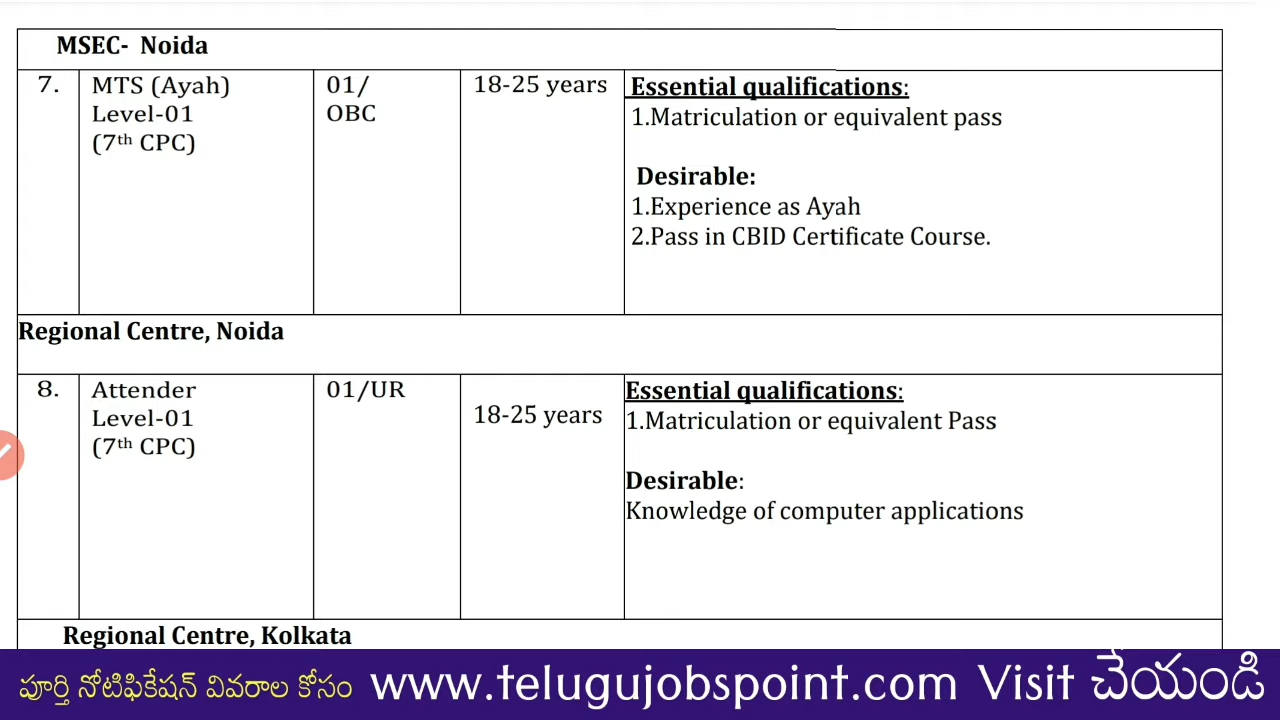 MSEC- Noida
7.
MTS (Ayah)
Level-01
(7th CPC)
01/
OBC
18-25 years
Essential qualifications:
1.Matriculation or equivalent pass
Desirable:
1.Experience as Ayah
2.Pass in CBID Certificate Course.
Regional Centre, Noida
8.
Attender
Level-01
(7th CPC)
01/UR
18-25 years
Essential qualifications:
1.Matriculation or equivalent Pass
Desirable:
Knowledge of computer applications
Regional Centre, Kolkata
పూర్తి నోటిఫికేషన్ వివరాల కోసం www.telugujobspoint.com Visit చేయండి